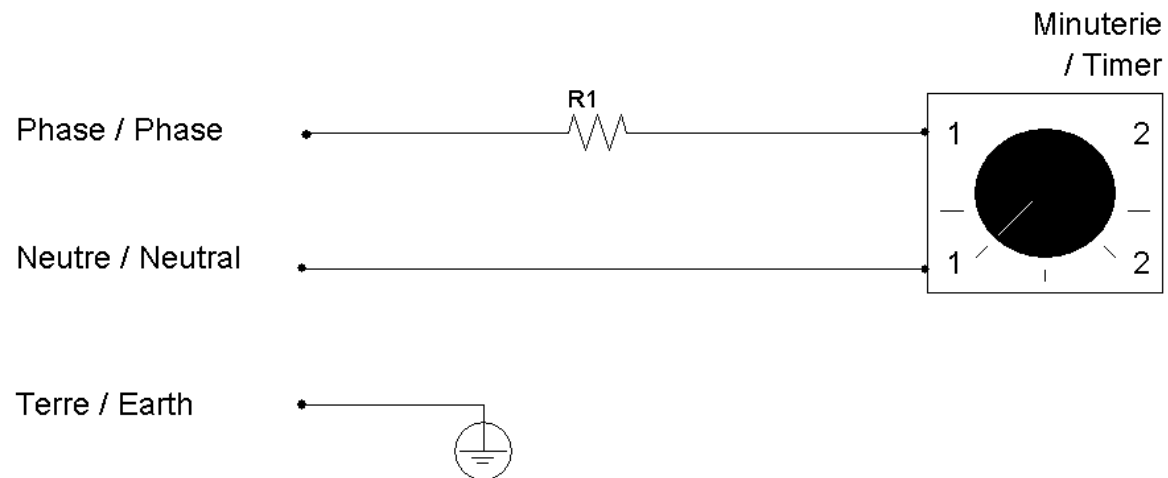 Minuterie
/ Timer
R1
Phase / Phase
1 2
Neutre / Neutral
1 2
Terre / Earth